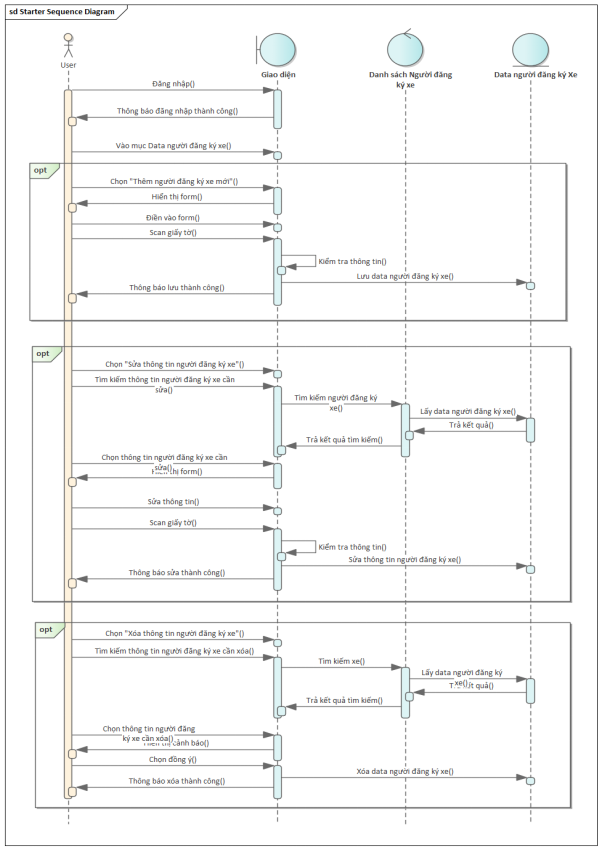 sd Starter Sequence Diagram
User
Giao diện
Danh sách Người đăng
ký xe
Data người đăng ký Xe
Đăng nhập()
Thông báo đăng nhập thành công()
Vào mục Data người đăng ký xe()
opt
Chọn "Thêm người đăng ký xe mới"()
Hiển thị form()
Điền vào form()
Scan giấy tờ()
Kiểm tra thông tin()
Lưu data người đăng ký xe()
Thông báo lưu thành công()
opt
Chọn "Sửa thông tin người đăng ký xe"()
Tìm kiếm thông tin người đăng ký xe cần
sửa()
Tìm kiếm người đăng ký
xe()
Lấy data người đăng ký xe()
Trả kết quả()
Trả kết quả tìm kiếm()
Chọn thông tin người đăng ký xe cần
sửa()
thị form()
Sửa thông tin()
Scan giấy tờ()
Kiểm tra thông tin()
Sửa thông tin người đăng ký xe()
Thông báo sửa thành công()
opt
Chọn "Xóa thông tin người đăng ký xe"()
Tìm kiếm thông tin người đăng ký xe cần xóa()
Tìm kiếm xe()
Lấy data người đăng ký
xe()
quả()
Trả kết quả tìm kiếm()
Chọn thông tin người đăng
ký xe cần xóa()
cảnh báo()
Chọn đồng ý()
Xóa data người đăng ký xe()
Thông báo xóa thành công()